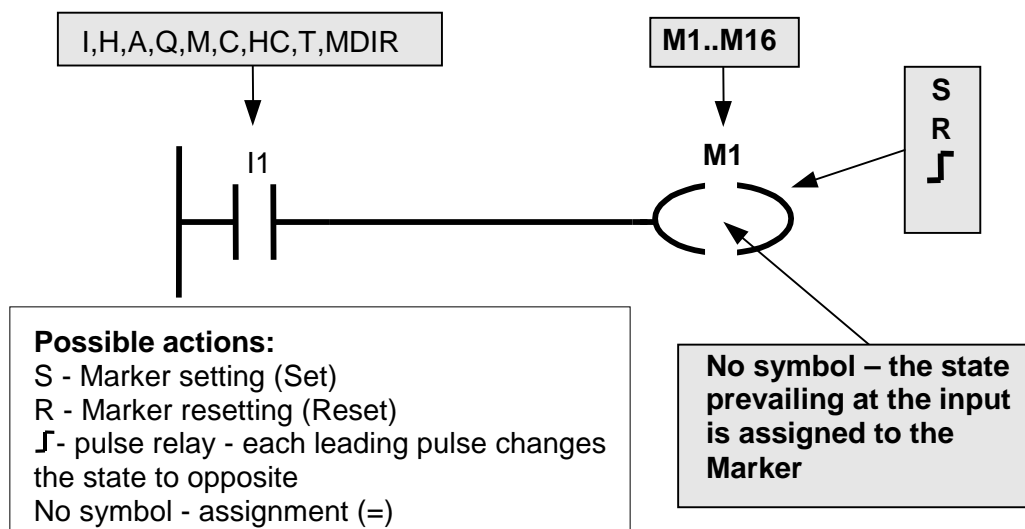 I,H,A,Q,M,C,HC,T,MDIR
M1..M16
S
R
I1
M1
Possible actions:
S - Marker setting (Set)
R - Marker resetting (Reset)
- pulse relay - each leading pulse changes
the state to opposite
No symbol - assignment (=)
No symbol – the state
prevailing at the input
is assigned to the
Marker